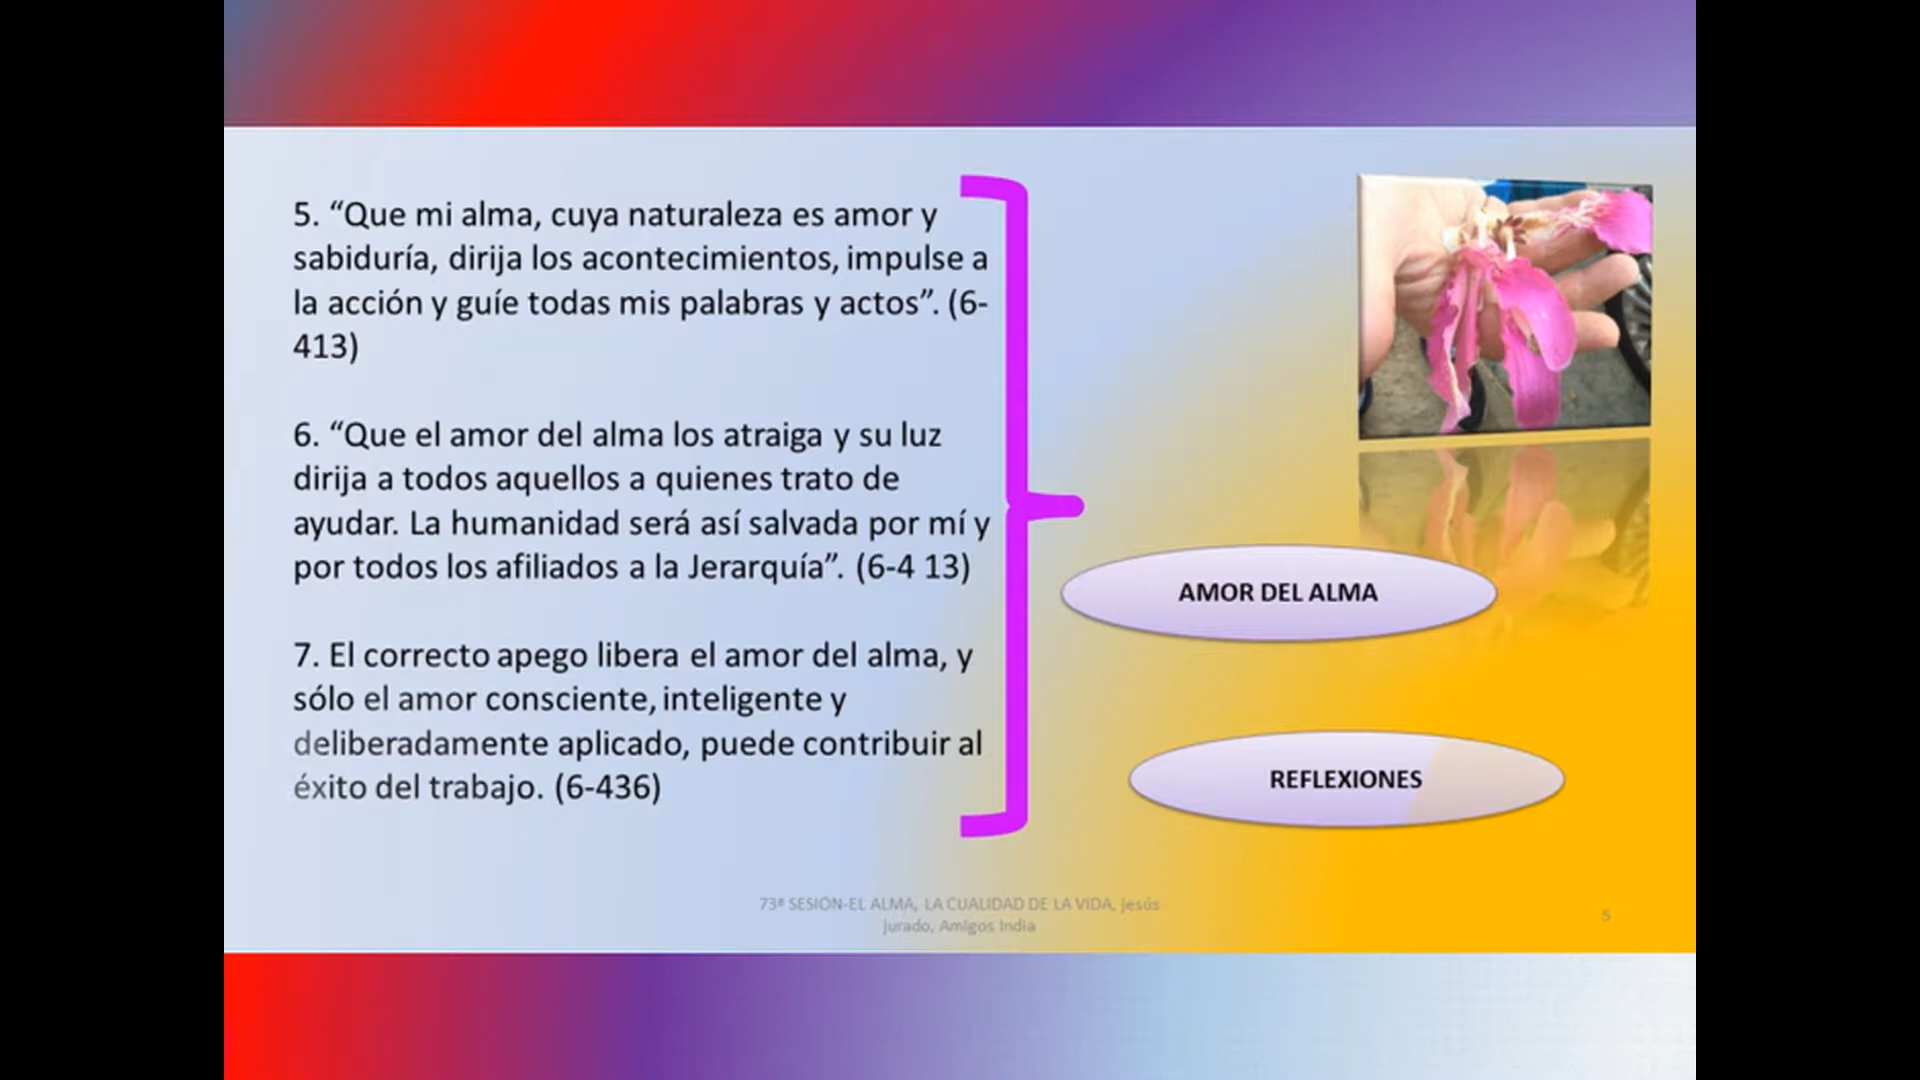 5. “Que mi alma, cuya naturaleza es amor y
sabiduría, dirija los acontecimientos, impulse a
la acción y guíe todas mis palabras y actos”. (6-
413)
6. “Que el amor del alma los atraiga y su luz
dirija a todos aquellos a quienes trato de
ayudar. La humanidad será así salvada por mí y
por todos los afiliados a la Jerarquía”. (6-4 13)
7. El correcto apego libera el amor del alma, y
sólo el amor consciente, inteligente y
deliberadamente aplicado, puede contribuir al
éxito del trabajo. (6-436)
AMOR DEL ALMA
REFLEXIONES
73ª SESIÓN-EL ALMA, LA CUALIDAD DE LA VIDA, jesús
jurado, Amigos India
5